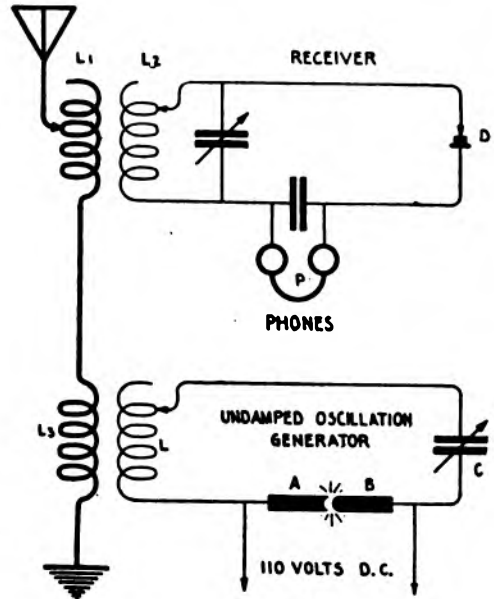 L1
L2
RECEIVER
D
P.
PHONES
L3
L
UNDAMPED OSCILLATION
GENERATOR
C
A
B
110 VOLTS D.C.